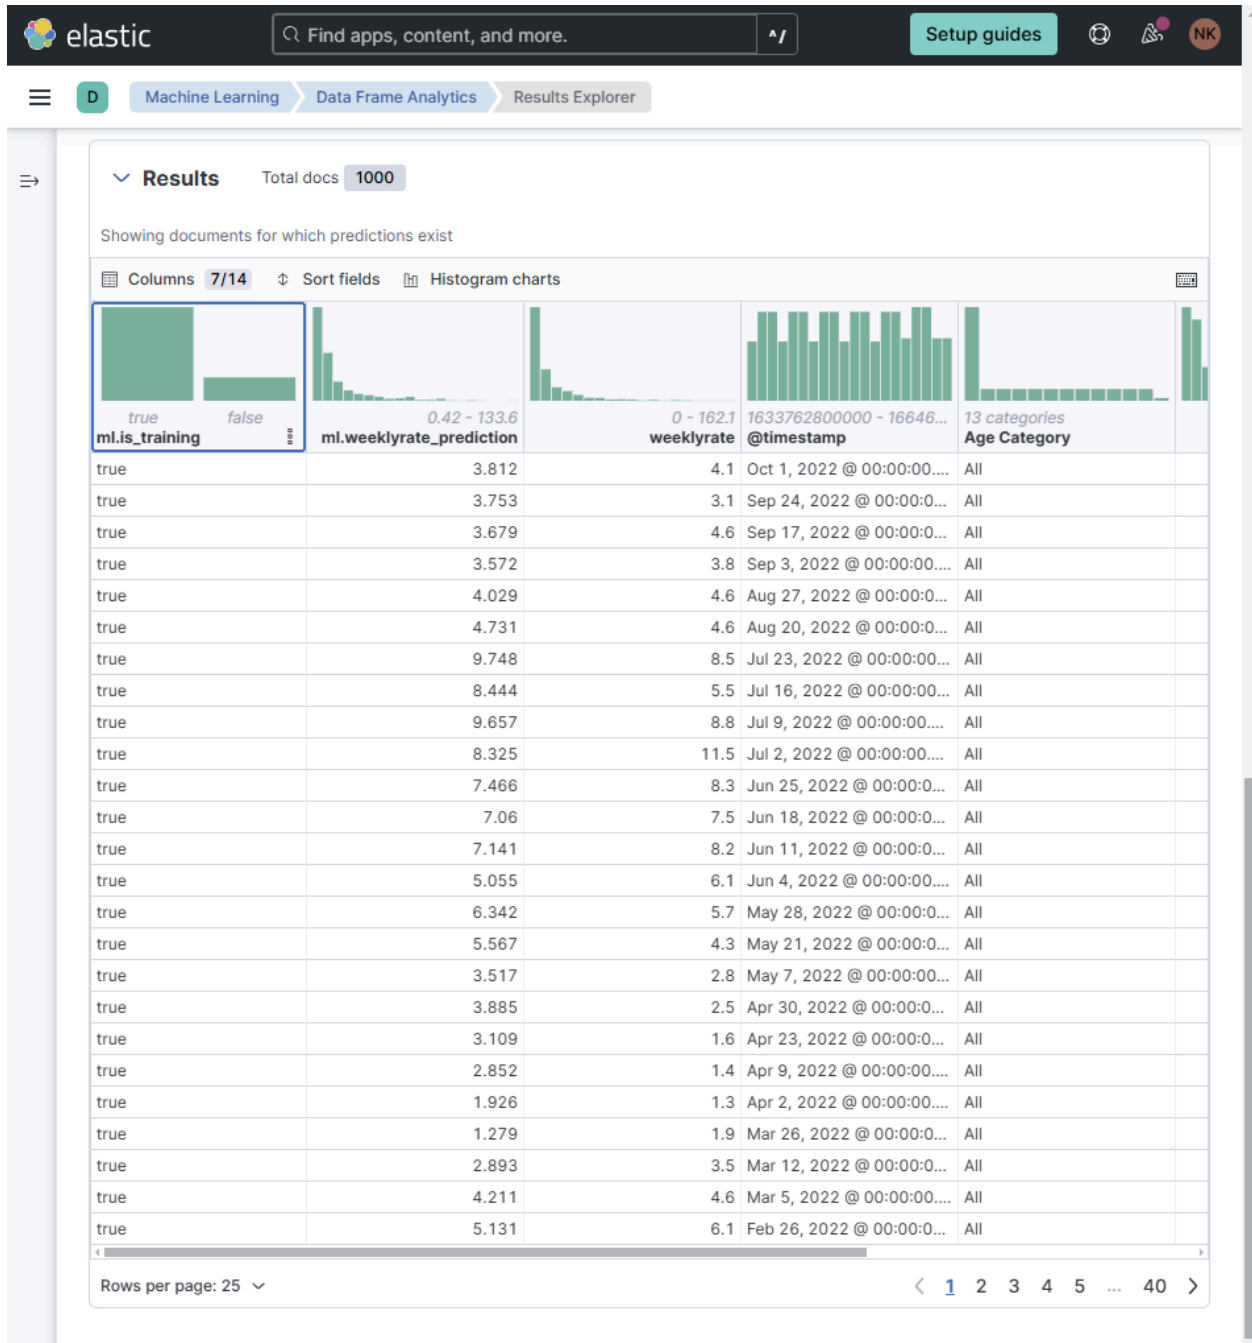 elastic Find apps, content, and more. ^/ Setup guides NK
D Machine Learning Data Frame Analytics Results Explorer
Results Total docs 1000
Showing documents for which predictions exist
Columns 7/14 Sort fields Histogram charts
true false 0.42 - 133.6 0 - 162.1 1633762800000 - 16646... 13 categories
ml.is_training ml.weeklyrate_prediction weeklyrate @timestamp Age Category
true 3.812 4.1 Oct 1, 2022 @ 00:00:00.... All
true 3.753 3.1 Sep 24, 2022 @ 00:00:0... All
true 3.679 4.6 Sep 17, 2022 @ 00:00:0... All
true 3.572 3.8 Sep 3, 2022 @ 00:00:00.... All
true 4.029 4.6 Aug 27, 2022 @ 00:00:0... All
true 4.731 4.6 Aug 20, 2022 @ 00:00:0... All
true 9.748 8.5 Jul 23, 2022 @ 00:00:00... All
true 8.444 5.5 Jul 16, 2022 @ 00:00:00... All
true 9.657 8.8 Jul 9, 2022 @ 00:00:00.... All
true 8.325 11.5 Jul 2, 2022 @ 00:00:00.... All
true 7.466 8.3 Jun 25, 2022 @ 00:00:0... All
true 7.06 7.5 Jun 18, 2022 @ 00:00:0... All
true 7.141 8.2 Jun 11, 2022 @ 00:00:0... All
true 5.055 6.1 Jun 4, 2022 @ 00:00:00.... All
true 6.342 5.7 May 28, 2022 @ 00:00:0... All
true 5.567 4.3 May 21, 2022 @ 00:00:0... All
true 3.517 2.8 May 7, 2022 @ 00:00:00... All
true 3.885 2.5 Apr 30, 2022 @ 00:00:0... All
true 3.109 1.6 Apr 23, 2022 @ 00:00:0... All
true 2.852 1.4 Apr 9, 2022 @ 00:00:00.... All
true 1.926 1.3 Apr 2, 2022 @ 00:00:00.... All
true 1.279 1.9 Mar 26, 2022 @ 00:00:0... All
true 2.893 3.5 Mar 12, 2022 @ 00:00:0... All
true 4.211 4.6 Mar 5, 2022 @ 00:00:00.... All
true 5.131 6.1 Feb 26, 2022 @ 00:00:0... All
Rows per page: 25 1 2 3 4 5 ... 40